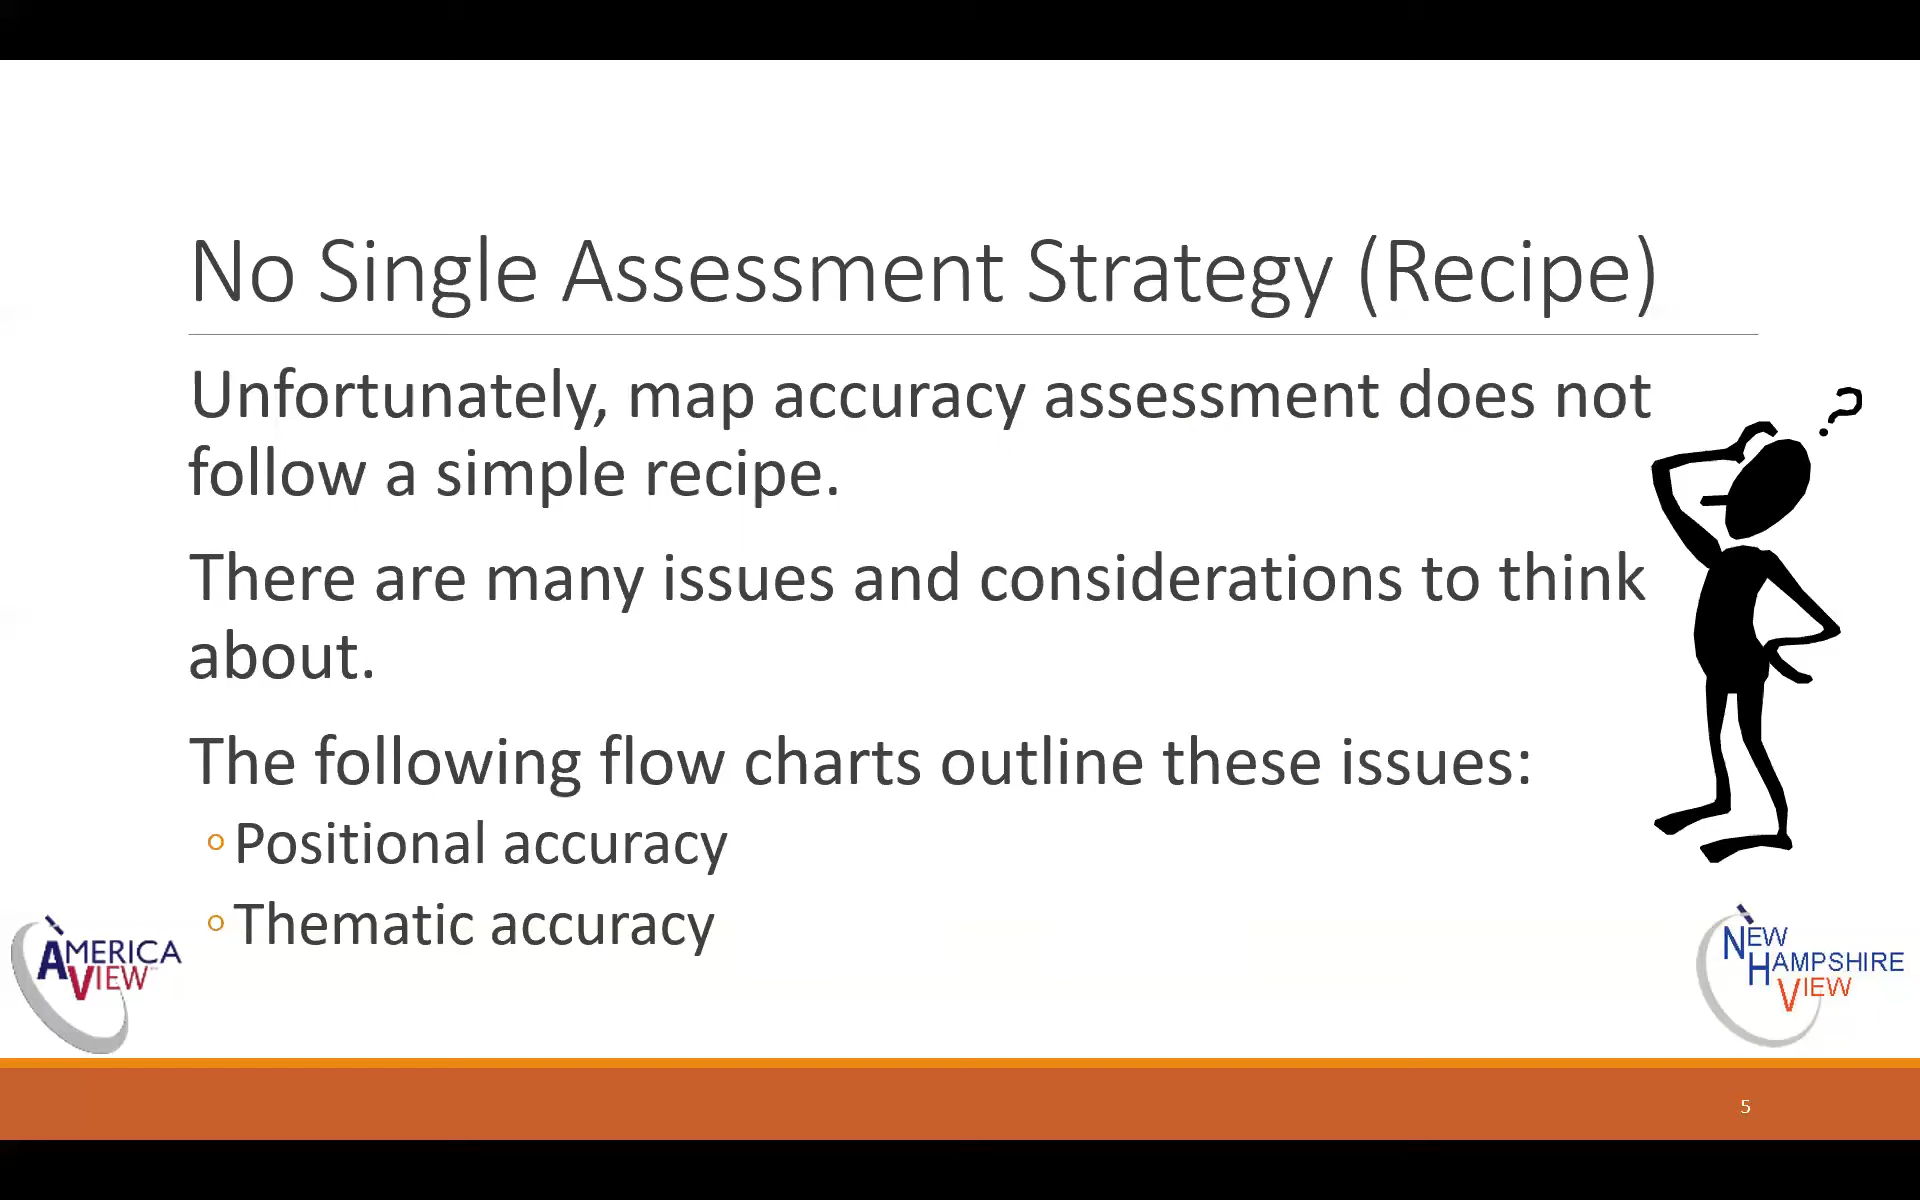 No Single Assessment Strategy (Recipe)
Unfortunately, map accuracy assessment does not
follow a simple recipe.
There are many issues and considerations to think
about.
The following flow charts outline these issues:
◦Positional accuracy
◦Thematic accuracy
?
AMERICA
VIEW
NEW
HAMPSHIRE
VIEW
5